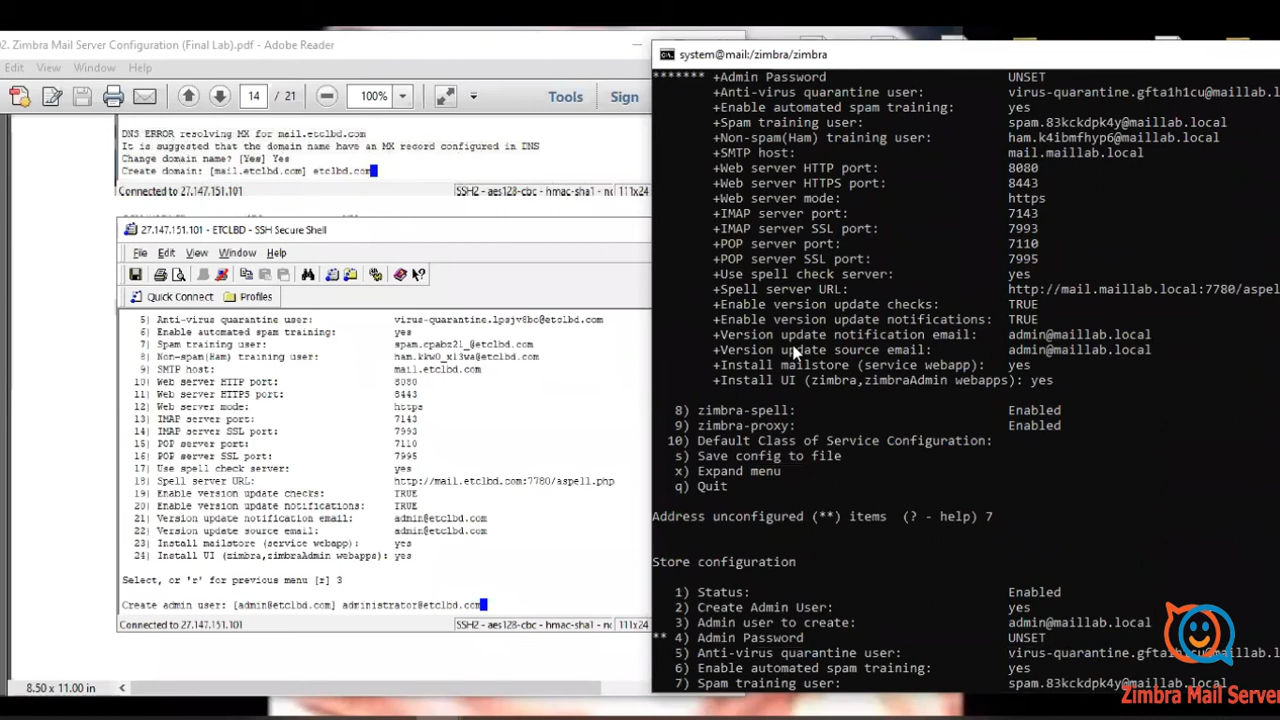 02. Zimbra Mail Server Configuration (Final Lab).pdf - Adobe Reader
Edit View Window Help
14 / 21
100%
Tools
Sign
DNS ERROR resolving MX for mail.etclbd.com
It is suggested that the domain name have an MX record configured in DNS
Change domain name? [Yes] Yes
Create domain: [mail.etclbd.com] etclbd.com
Connected to 27.147.151.101
SSH2 - aes128-cbc - hmac-sha1 - nc
111x24
27.147.151.101 - ETCLBD - SSH Secure Shell
File Edit View Window Help
Quick Connect
Profiles
5) Anti-virus quarantine user: virus-quarantine.lpsjv8bc@etclbd.com
6) Enable automated spam training: yes
7) Spam training user: spam.cpabz2l_@etclbd.com
8) Non-spam(Ham) training user: ham.kkw0_xl3wa@etclbd.com
9) SMTP host: mail.etclbd.com
10) Web server HTTP port: 8080
11) Web server HTTPS port: 8443
12) Web server mode: https
13) IMAP server port: 7143
14) IMAP server SSL port: 7993
15) POP server port: 7110
16) POP server SSL port: 7995
17) Use spell check server: yes
18) Spell server URL: http://mail.etclbd.com:7780/aspell.php
19) Enable version update checks: TRUE
20) Enable version update notifications: TRUE
21) Version update notification email: admin@etclbd.com
22) Version update source email: admin@etclbd.com
23) Install mailstore (service webapp): yes
24) Install UI (zimbra,zimbraAdmin webapps): yes
Select, or 'r' for previous menu [r] 3
Create admin user: [admin@etclbd.com] administrator@etclbd.com
Connected to 27.147.151.101
SSH2 - aes128-cbc - hmac-sha1 - nc
111x24
8.50 x 11.00 in
system@mail:/zimbra/zimbra
******* +Admin Password UNSET
+Anti-virus quarantine user: virus-quarantine.gfta1h1cu@maillab.l
+Enable automated spam training: yes
+Spam training user: spam.83kckdpk4y@maillab.local
+Non-spam(Ham) training user: ham.k4ibmfhyp6@maillab.local
+SMTP host: mail.maillab.local
+Web server HTTP port: 8080
+Web server HTTPS port: 8443
+Web server mode: https
+IMAP server port: 7143
+IMAP server SSL port: 7993
+POP server port: 7110
+POP server SSL port: 7995
+Use spell check server: yes
+Spell server URL: http://mail.maillab.local:7780/aspel
+Enable version update checks: TRUE
+Enable version update notifications: TRUE
+Version update notification email: admin@maillab.local
+Version update source email: admin@maillab.local
+Install mailstore (service webapp): yes
+Install UI (zimbra,zimbraAdmin webapps): yes
8) zimbra-spell: Enabled
9) zimbra-proxy: Enabled
10) Default Class of Service Configuration:
s) Save config to file
x) Expand menu
q) Quit
Address unconfigured (**) items (? - help) 7
Store configuration
1) Status: Enabled
2) Create Admin User: yes
3) Admin user to create: admin@maillab.local
** 4) Admin Password UNSET
5) Anti-virus quarantine user:
6) Enable automated spam training: yes
7) Spam training user: spam.83kckdpk4y@maillab.local
Zimbra Mail Server